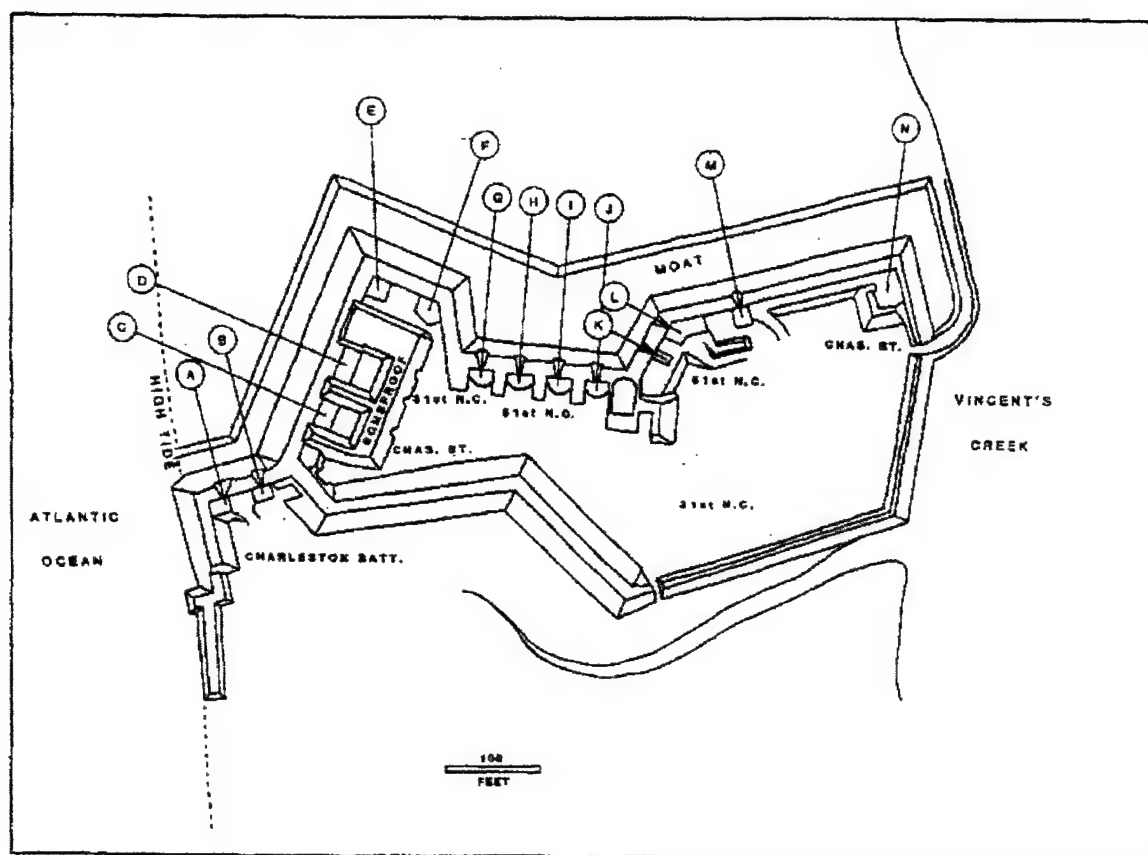 E
F
N
M
G
H
I
J
MOAT
D
L
C
K
B
A
CHAS. BT.
HIGH TIDE
BOMBPROOF
31st N.C.
51st N.C.
51st N.C.
VINCENT'S
CREEK
CHAS. BT.
31st N.C.
ATLANTIC
OCEAN
CHARLESTON BATT.
100
FEET